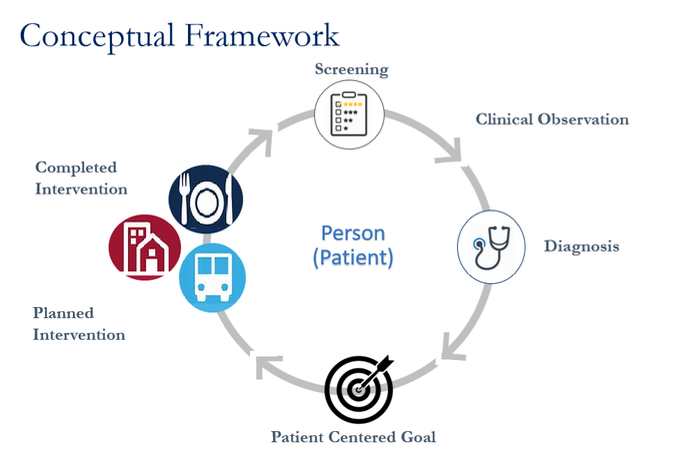 Conceptual Framework
Screening
Clinical Observation
Completed
Intervention
Person
(Patient)
Diagnosis
Planned
Intervention
Patient Centered Goal